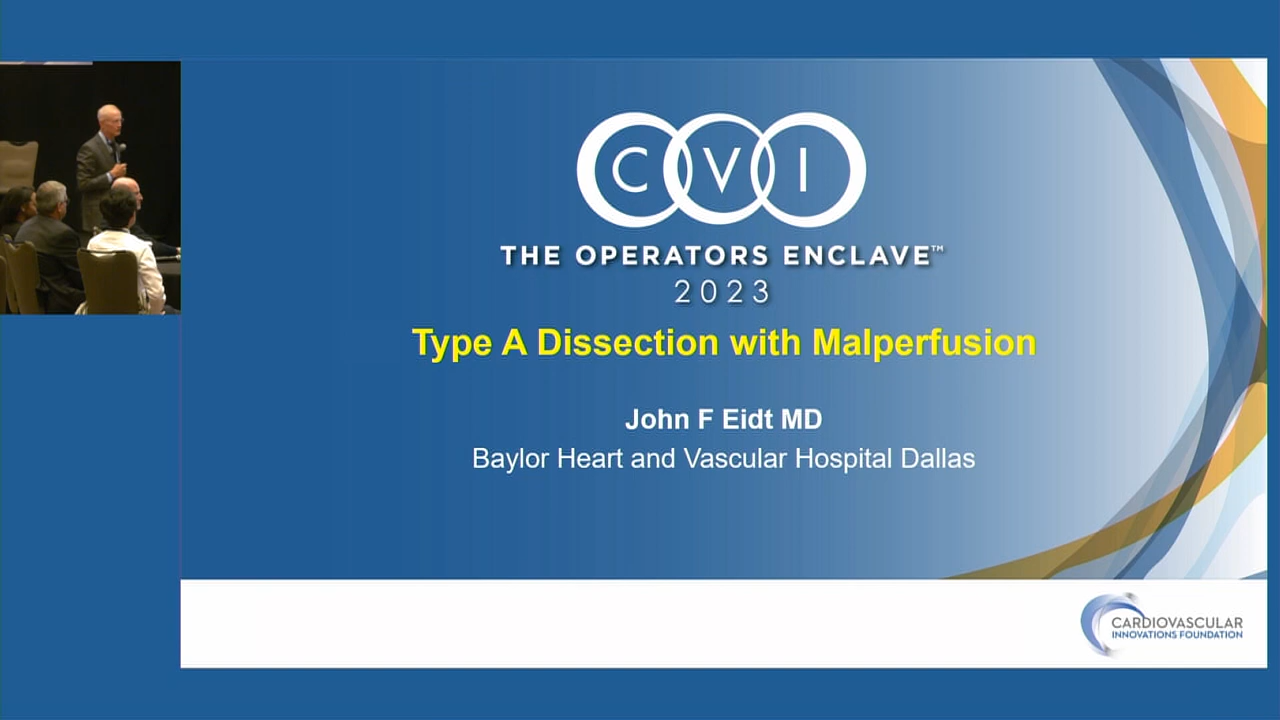 C V I
THE OPERATORS ENCLAVE™
2023
Type A Dissection with Malperfusion
John F Eidt MD
Baylor Heart and Vascular Hospital Dallas
CARDIOVASCULAR
INNOVATIONS FOUNDATION